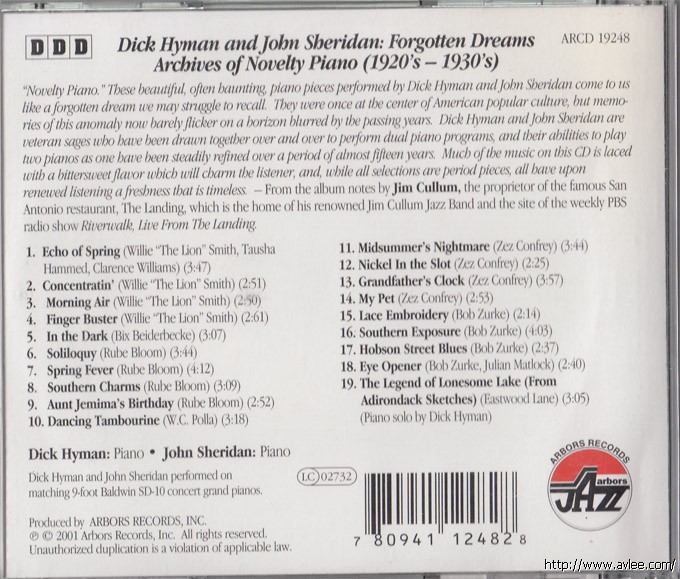 DDD
Dick Hyman and John Sheridan: Forgotten Dreams
ARCD 19248
Archives of Novelty Piano (1920's – 1930's)
"Novelty Piano." These beautiful, often haunting, piano pieces performed by Dick Hyman and John Sheridan come to us
like a forgotten dream we may struggle to recall. They were once at the center of American popular culture, but memo-
ries of this anomaly now barely flicker on a horizon blurred by the passing years. Dick Hyman and John Sheridan are
veteran sages who have been drawn together over and over to perform dual piano programs, and their abilities to play
two pianos as one have been steadily refined over a period of almost fifteen years. Much of the music on this CD is laced
with a bittersweet flavor which will charm the listener, and, while all selections are period pieces, all have upon
renewed listening a freshness that is timeless. – From the album notes by Jim Cullum, the proprietor of the famous San
Antonio restaurant, The Landing, which is the home of his renowned Jim Cullum Jazz Band and the site of the weekly PBS
radio show Riverwalk, Live From The Landing.
1. Echo of Spring (Willie "The Lion" Smith, Tausha
Hammed, Clarence Williams) (3:47)
2. Concentratin' (Willie "The Lion" Smith) (2:51)
3. Morning Air (Willie "The Lion" Smith) (2:50)
4. Finger Buster (Willie "The Lion" Smith) (2:61)
5. In the Dark (Bix Beiderbecke) (3:07)
6. Soliloquy (Rube Bloom) (3:44)
7. Spring Fever (Rube Bloom) (4:12)
8. Southern Charms (Rube Bloom) (3:09)
9. Aunt Jemima's Birthday (Rube Bloom) (2:52)
10. Dancing Tambourine (W.C. Polla) (3:18)
11. Midsummer's Nightmare (Zez Confrey) (3:44)
12. Nickel In the Slot (Zez Confrey) (2:25)
13. Grandfather's Clock (Zez Confrey) (3:57)
14. My Pet (Zez Confrey) (2:53)
15. Lace Embroidery (Bob Zurke) (2:14)
16. Southern Exposure (Bob Zurke) (4:03)
17. Hobson Street Blues (Bob Zurke) (2:37)
18. Eye Opener (Bob Zurke, Julian Matlock) (2:40)
19. The Legend of Lonesome Lake (From
Adirondack Sketches) (Eastwood Lane) (3:05)
(Piano solo by Dick Hyman)
Dick Hyman: Piano • John Sheridan: Piano
Dick Hyman and John Sheridan performed on
matching 9-foot Baldwin SD-10 concert grand pianos.
LC 02732
Produced by ARBORS RECORDS, INC.
℗ © 2001 Arbors Records, Inc. All rights reserved.
Unauthorized duplication is a violation of applicable law.
7 80941 12482 8
ARBORS RECORDS
arbors
JAZZ
http://www.avlee.com/